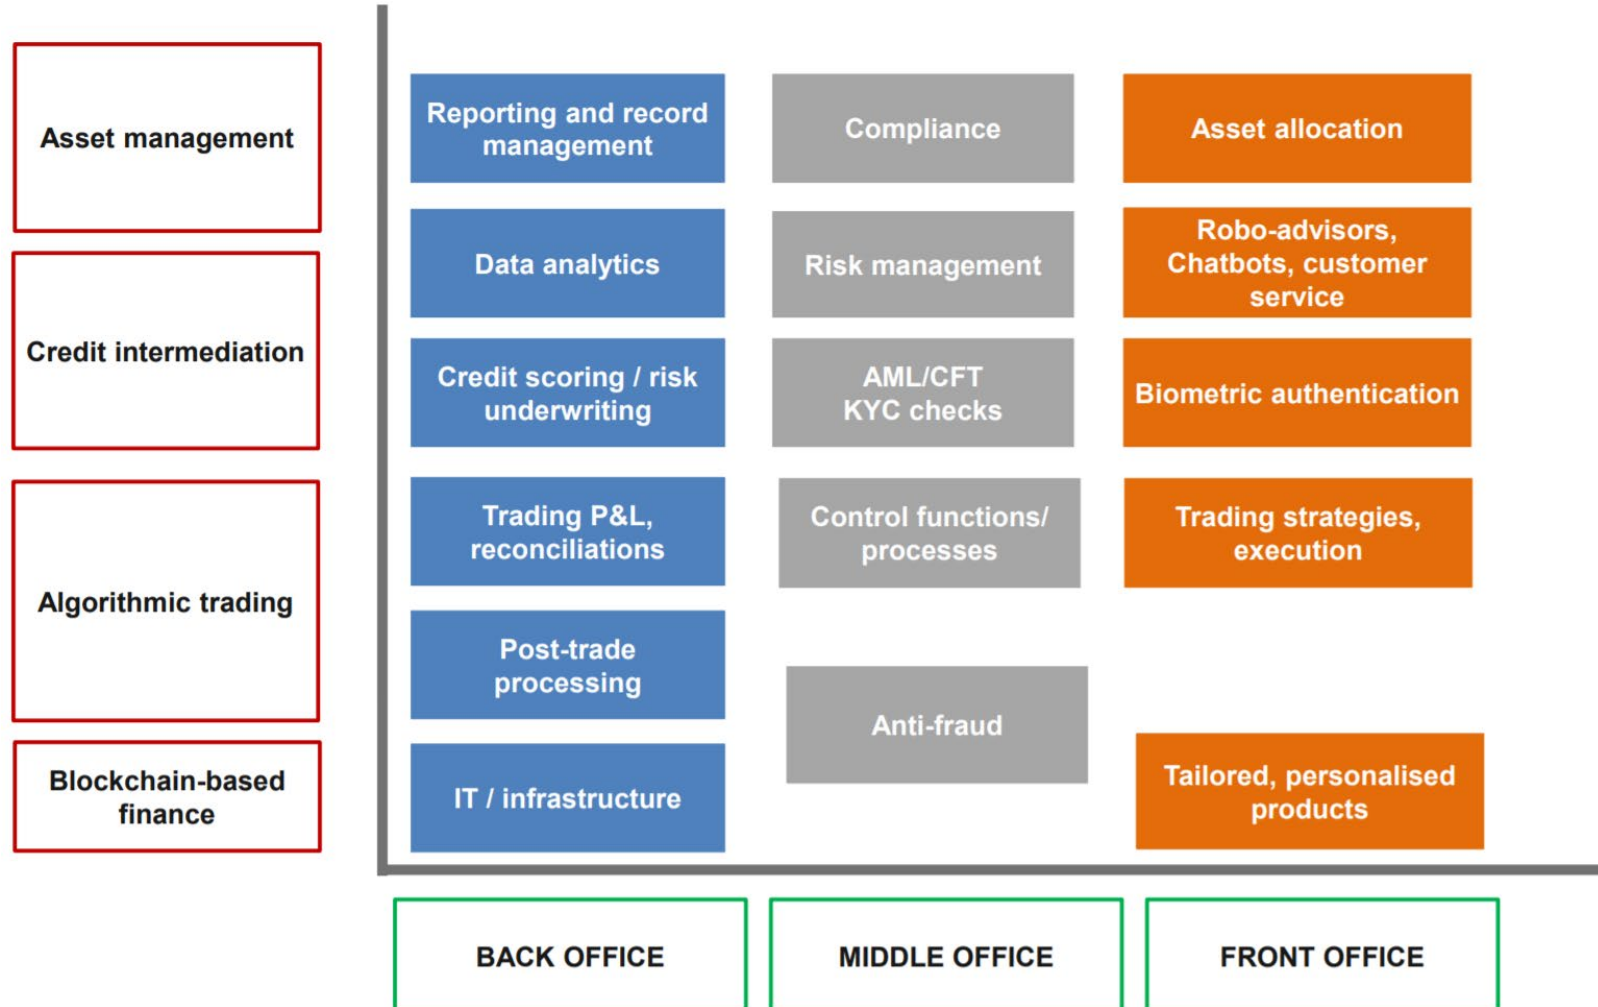 Asset management
Credit intermediation
Algorithmic trading
Blockchain-based
finance
Reporting and record
management
Data analytics
Credit scoring / risk
underwriting
Trading P&L,
reconciliations
Post-trade
processing
IT / infrastructure
Compliance
Risk management
AML/CFT
KYC checks
Control functions/
processes
Anti-fraud
Asset allocation
Robo-advisors,
Chatbots, customer
service
Biometric authentication
Trading strategies,
execution
Tailored, personalised
products
BACK OFFICE
MIDDLE OFFICE
FRONT OFFICE